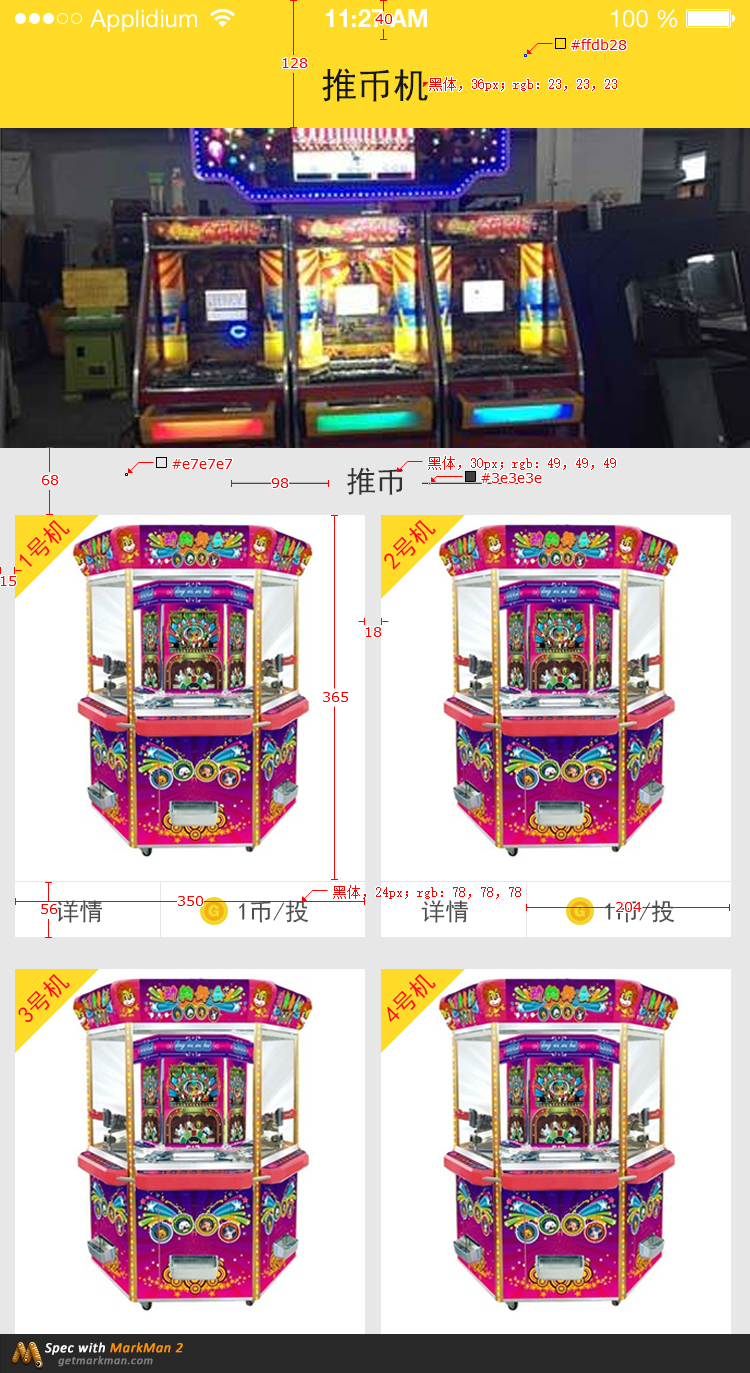 Applidium 11:27 AM 100 %
40
#ffdb28
128
推币机
黑体，36px；rgb：23，23，23
68
#e7e7e7
98
推币
黑体，30px；rgb：49，49，49
#3e3e3e
1号机
2号机
15
18
365
黑体，24px；rgb：78，78，78
56
详情
350
G 1币/投
详情
G 1币/投
204
3号机
4号机
Spec with MarkMan 2
getmarkman.com